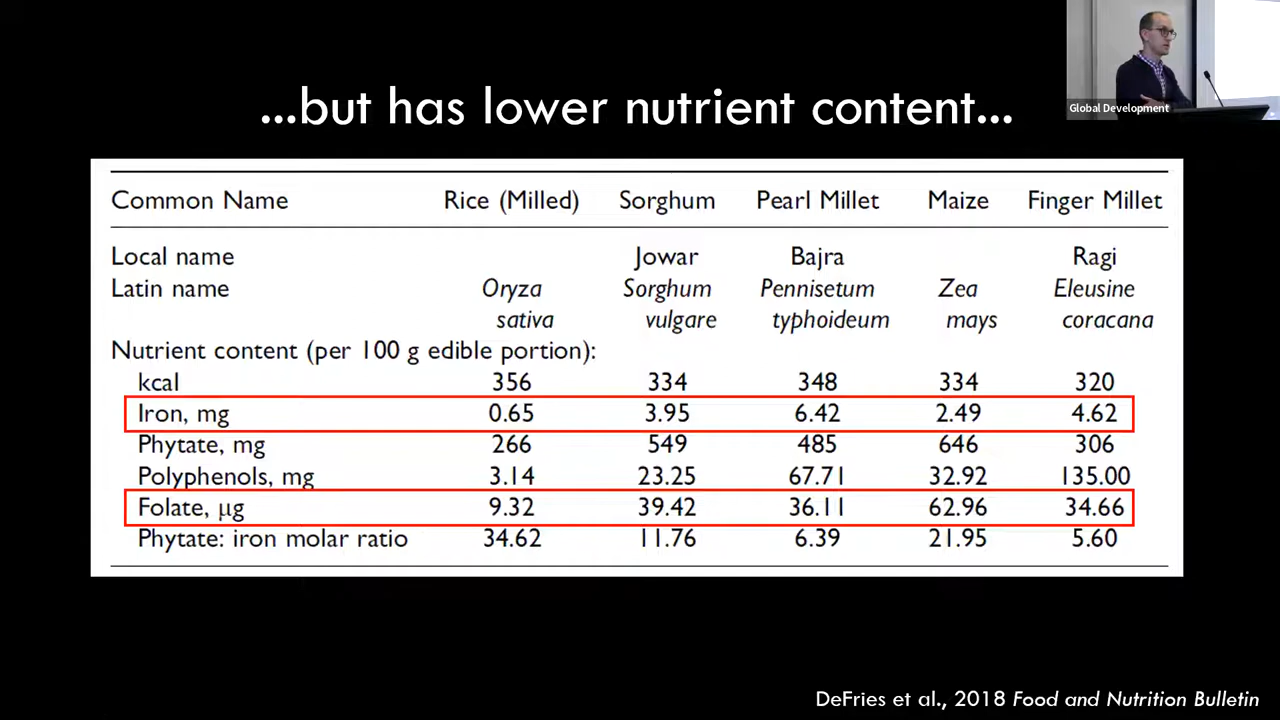 ...but has lower nutrient content...
Global Development
Common Name Rice (Milled) Sorghum Pearl Millet Maize Finger Millet
Local name Jowar Bajra Ragi
Latin name Oryza Sorghum Pennisetum Zea Eleusine
sativa vulgare typhoideum mays coracana
Nutrient content (per 100 g edible portion):
kcal 356 334 348 334 320
Iron, mg 0.65 3.95 6.42 2.49 4.62
Phytate, mg 266 549 485 646 306
Polyphenols, mg 3.14 23.25 67.71 32.92 135.00
Folate, μg 9.32 39.42 36.11 62.96 34.66
Phytate: iron molar ratio 34.62 11.76 6.39 21.95 5.60
DeFries et al., 2018 Food and Nutrition Bulletin